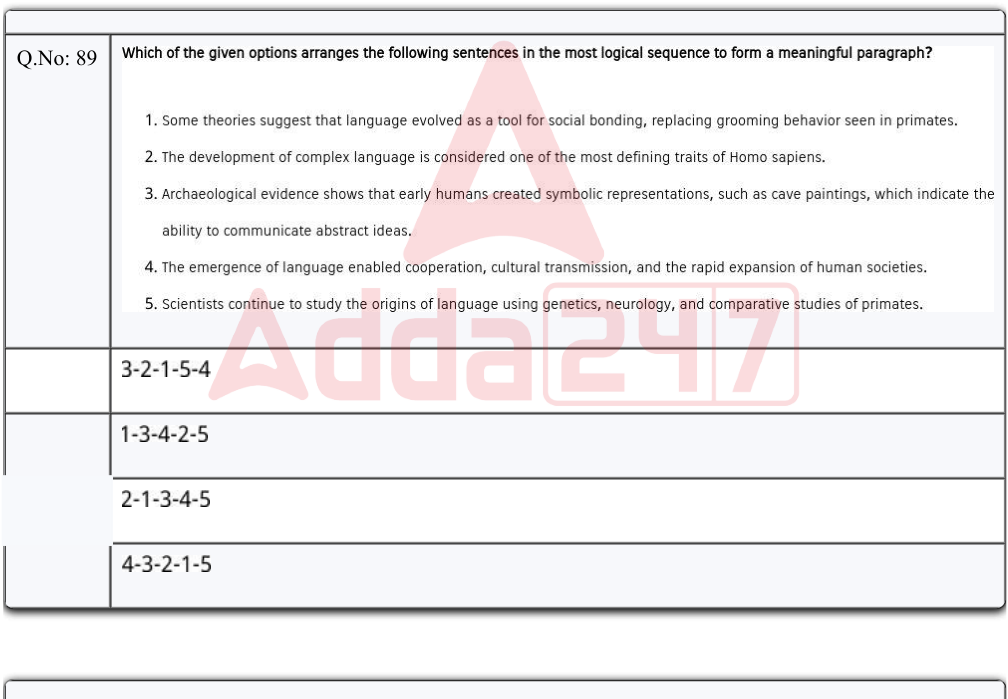 Q.No: 89
Which of the given options arranges the following sentences in the most logical sequence to form a meaningful paragraph?
1. Some theories suggest that language evolved as a tool for social bonding, replacing grooming behavior seen in primates.
2. The development of complex language is considered one of the most defining traits of Homo sapiens.
3. Archaeological evidence shows that early humans created symbolic representations, such as cave paintings, which indicate the
ability to communicate abstract ideas.
4. The emergence of language enabled cooperation, cultural transmission, and the rapid expansion of human societies.
5. Scientists continue to study the origins of language using genetics, neurology, and comparative studies of primates.
Adda247
3-2-1-5-4
1-3-4-2-5
2-1-3-4-5
4-3-2-1-5